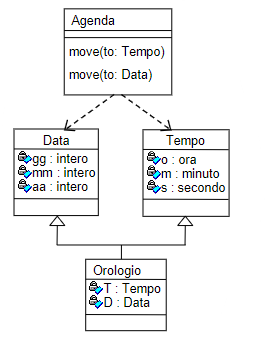 Agenda
move(to: Tempo)
move(to: Data)
Data
gg : intero
mm : intero
aa : intero
Tempo
o : ora
m : minuto
s : secondo
Orologio
T : Tempo
D : Data